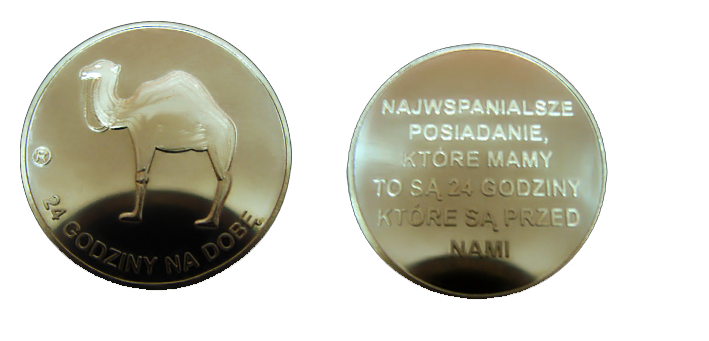 24 GODZINY NA DOBĘ
NAJWSPANIALSZE
POSIADANIE,
KTÓRE MAMY
TO SĄ 24 GODZINY
KTÓRE SĄ PRZED
NAMI